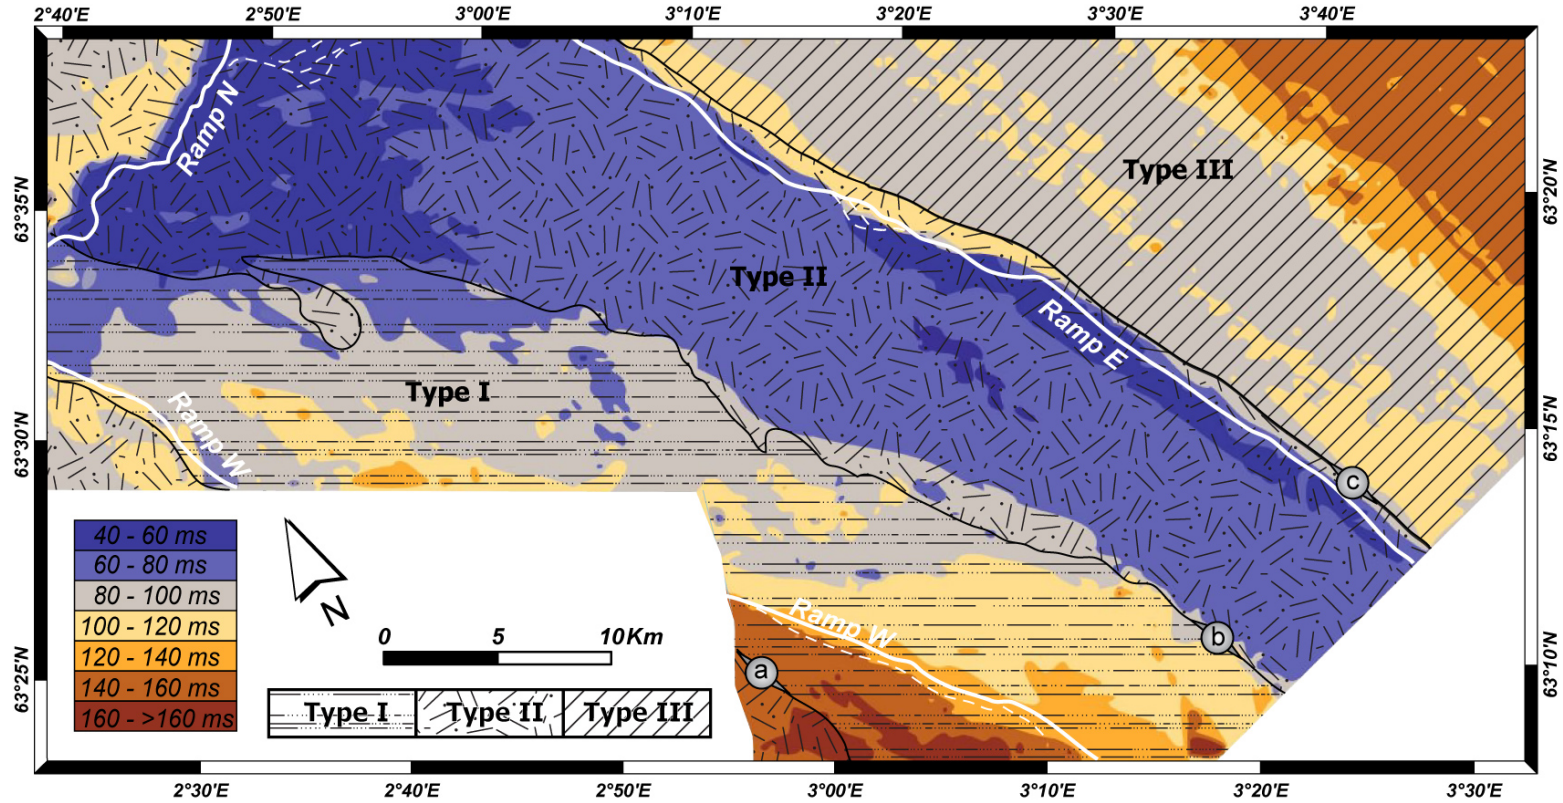 2°40'E 2°50'E 3°00'E 3°10'E 3°20'E 3°30'E 3°40'E
Ramp N
63°35'N
63°20'N
Type III
Type II
Ramp E
Type I
Ramp W
63°30'N
63°15'N
c
40 - 60 ms
60 - 80 ms
80 - 100 ms
100 - 120 ms
120 - 140 ms
140 - 160 ms
160 - >160 ms
N
0 5 10Km
Ramp W
b
a
63°25'N
63°10'N
Type I Type II Type III
2°30'E 2°40'E 2°50'E 3°00'E 3°10'E 3°20'E 3°30'E